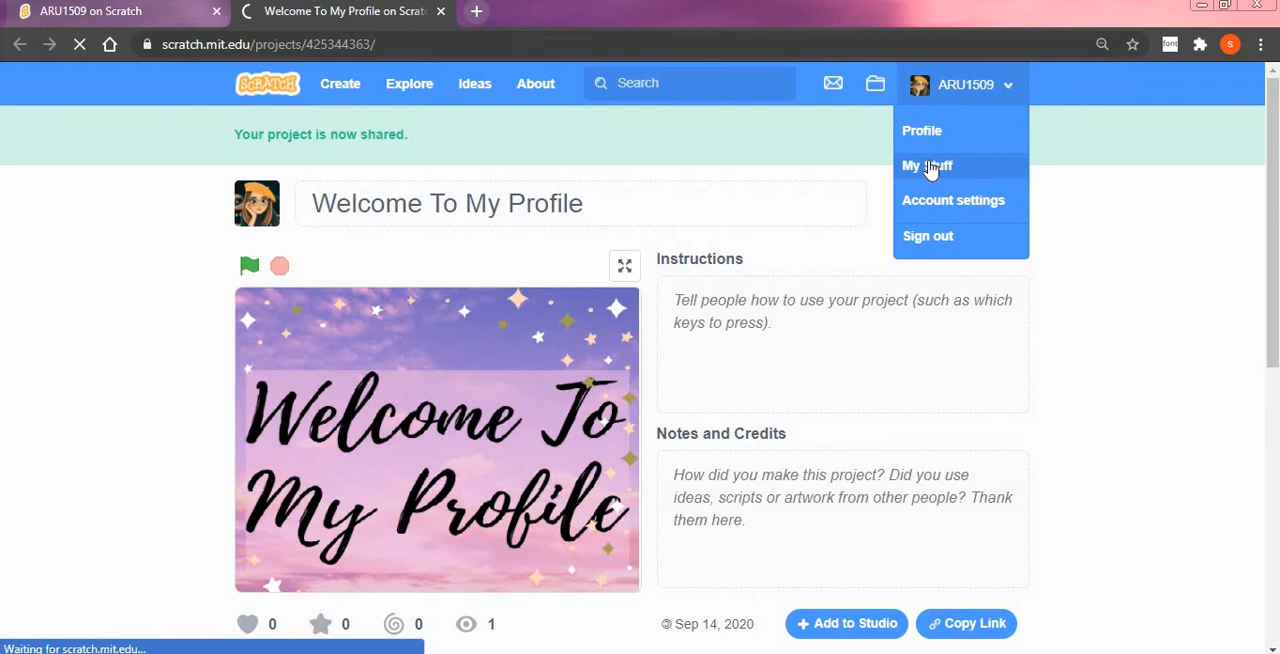 ARU1509 on Scratch
Welcome To My Profile on Scrat
scratch.mit.edu/projects/425344363/
font
S
SCRATCH
Create
Explore
Ideas
About
Search
ARU1509
Your project is now shared.
Profile
My Stuff
Account settings
Sign out
Welcome To My Profile
Instructions
Tell people how to use your project (such as which
keys to press).
Welcome To
My Profile
Notes and Credits
How did you make this project? Did you use
ideas, scripts or artwork from other people? Thank
them here.
0
0
0
1
Sep 14, 2020
Add to Studio
Copy Link
Waiting for scratch.mit.edu...